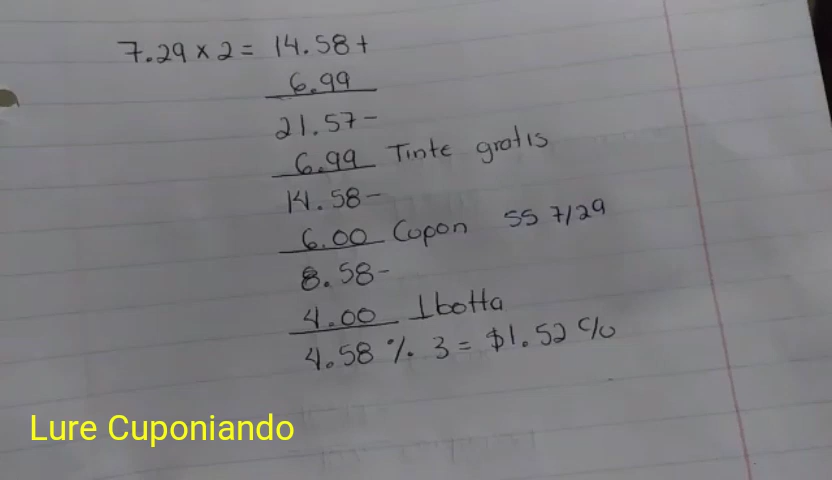 7.29 x 2 = 14.58 +
6.99
21.57 -
6.99 Tinte gratis
14.58 -
6.00 Cupon SS 7/29
8.58 -
4.00 Ibotta
4.58 % 3 = $1.52 c/o
Lure Cuponiando